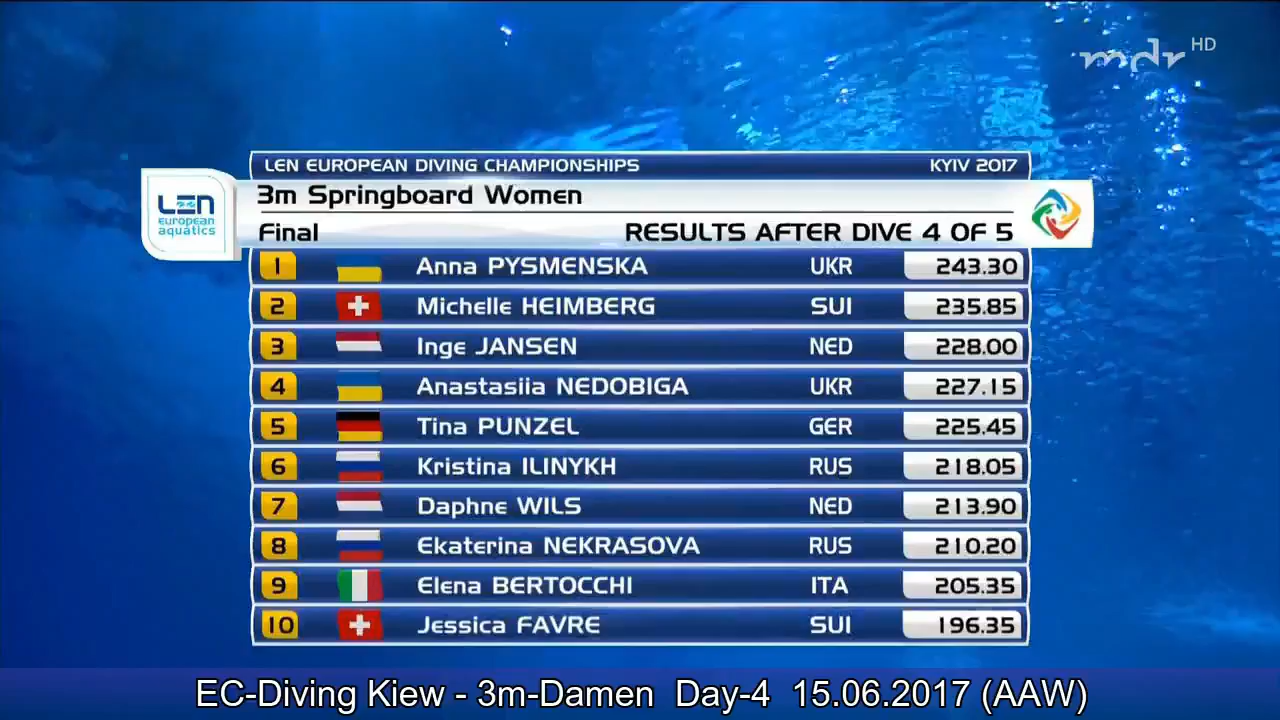 mdr HD
LEN EUROPEAN DIVING CHAMPIONSHIPS KYIV 2017
LEN
european
aquatics
3m Springboard Women
Final RESULTS AFTER DIVE 4 OF 5
1 Anna PYSMENSKA UKR 243.30
2 Michelle HEIMBERG SUI 235.85
3 Inge JANSEN NED 228.00
4 Anastasiia NEDOBIGA UKR 227.15
5 Tina PUNZEL GER 225.45
6 Kristina ILINYKH RUS 218.05
7 Daphne WILS NED 213.90
8 Ekaterina NEKRASOVA RUS 210.20
9 Elena BERTOCCHI ITA 205.35
10 Jessica FAVRE SUI 196.35
EC-Diving Kiew - 3m-Damen Day-4 15.06.2017 (AAW)